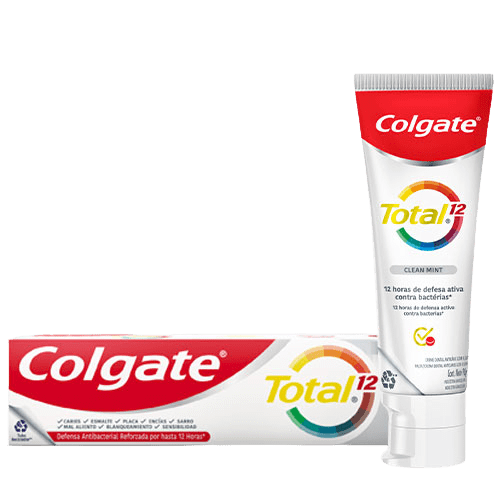 Colgate®
Total.12
CLEAN MINT
12 horas de defesa ativa
contra bactérias*
12 horas de defensa activa
contra bacterias*
Colgate®
Total.12
✓CARIES ✓ESMALTE ✓PLACA ✓ENCÍAS ✓SARRO
✓MAL ALIENTO ✓BLANQUEAMIENTO ✓SENSIBILIDAD
Defensa Antibacterial Reforzada por hasta 12 Horas*
Tubo
Reciclable*